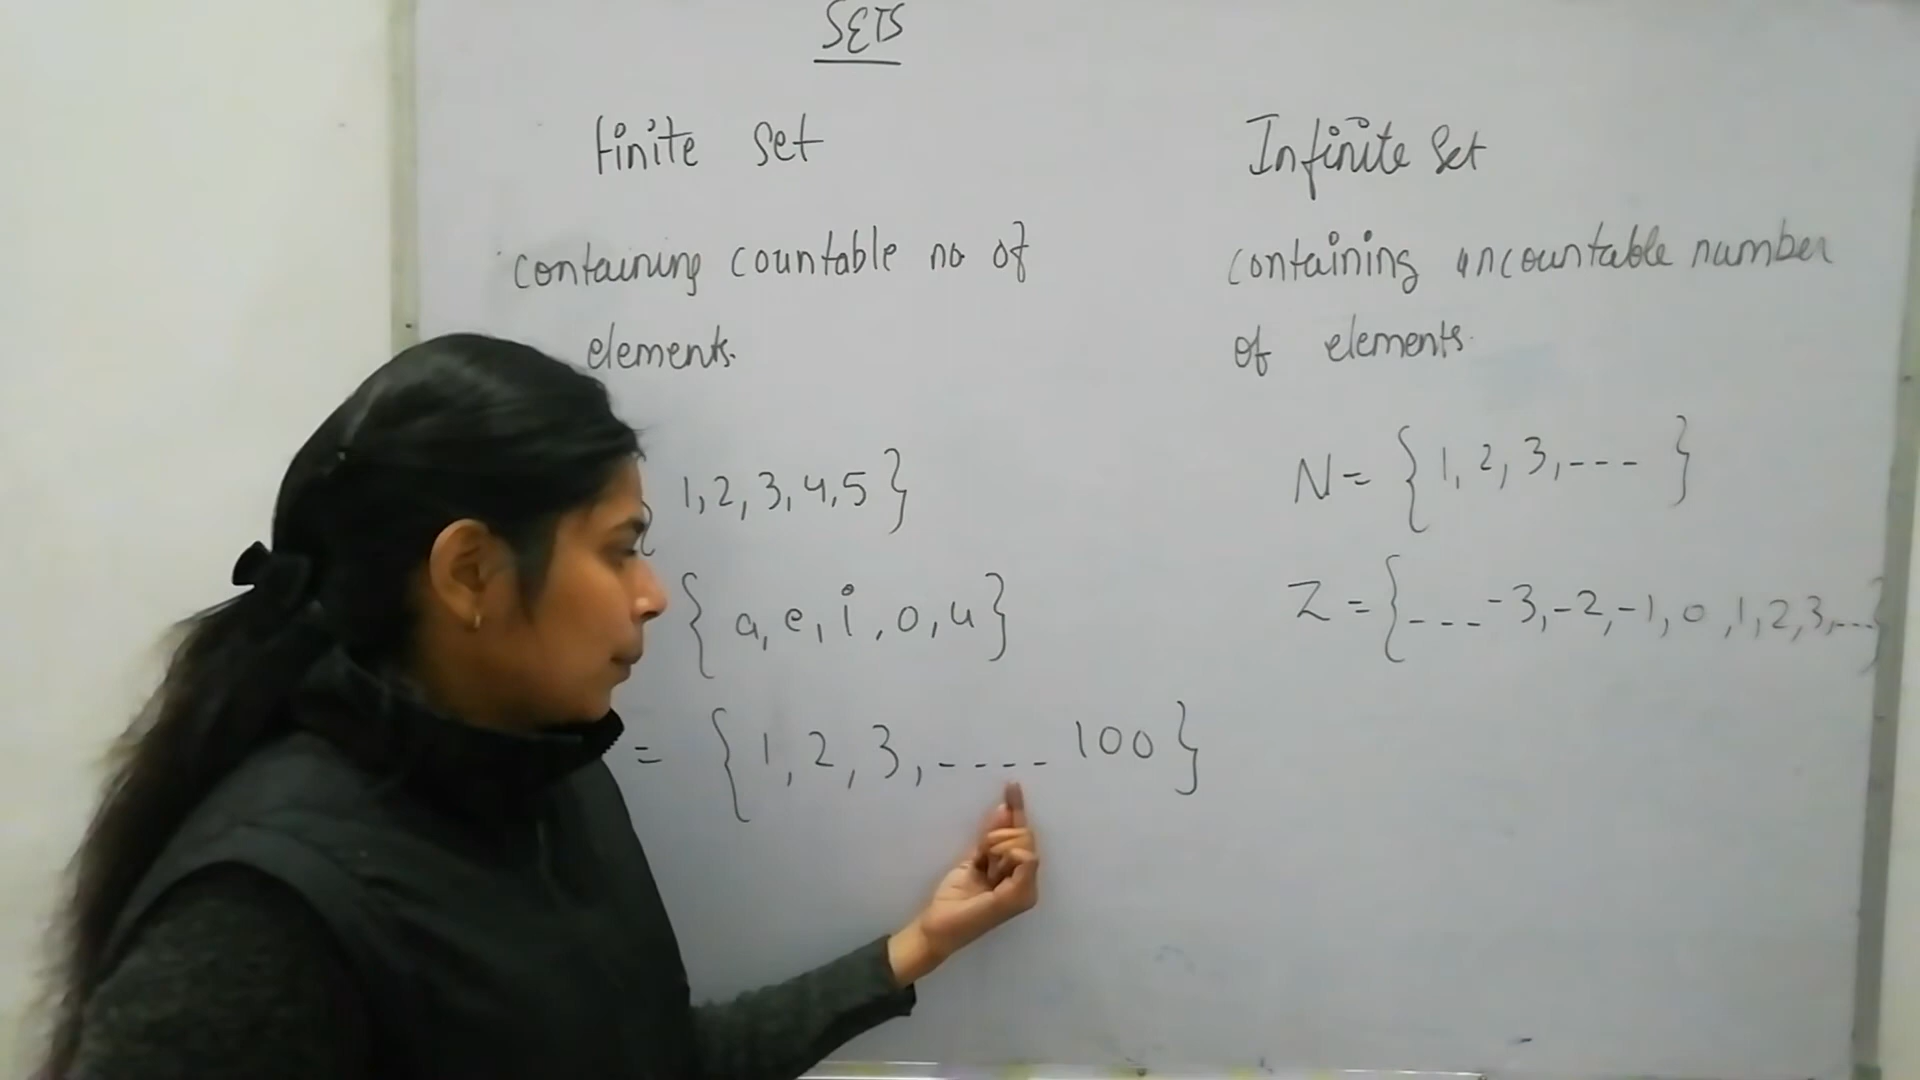 SETS
Finite Set
containing countable no of
elements.
1,2,3,4,5}
{a, e, i, o, u}
= {1, 2, 3, ---- 100}
Infinite Set
containing uncountable number
of elements.
N = {1, 2, 3, --- }
Z = {--- -3, -2, -1, 0, 1, 2, 3, ---}